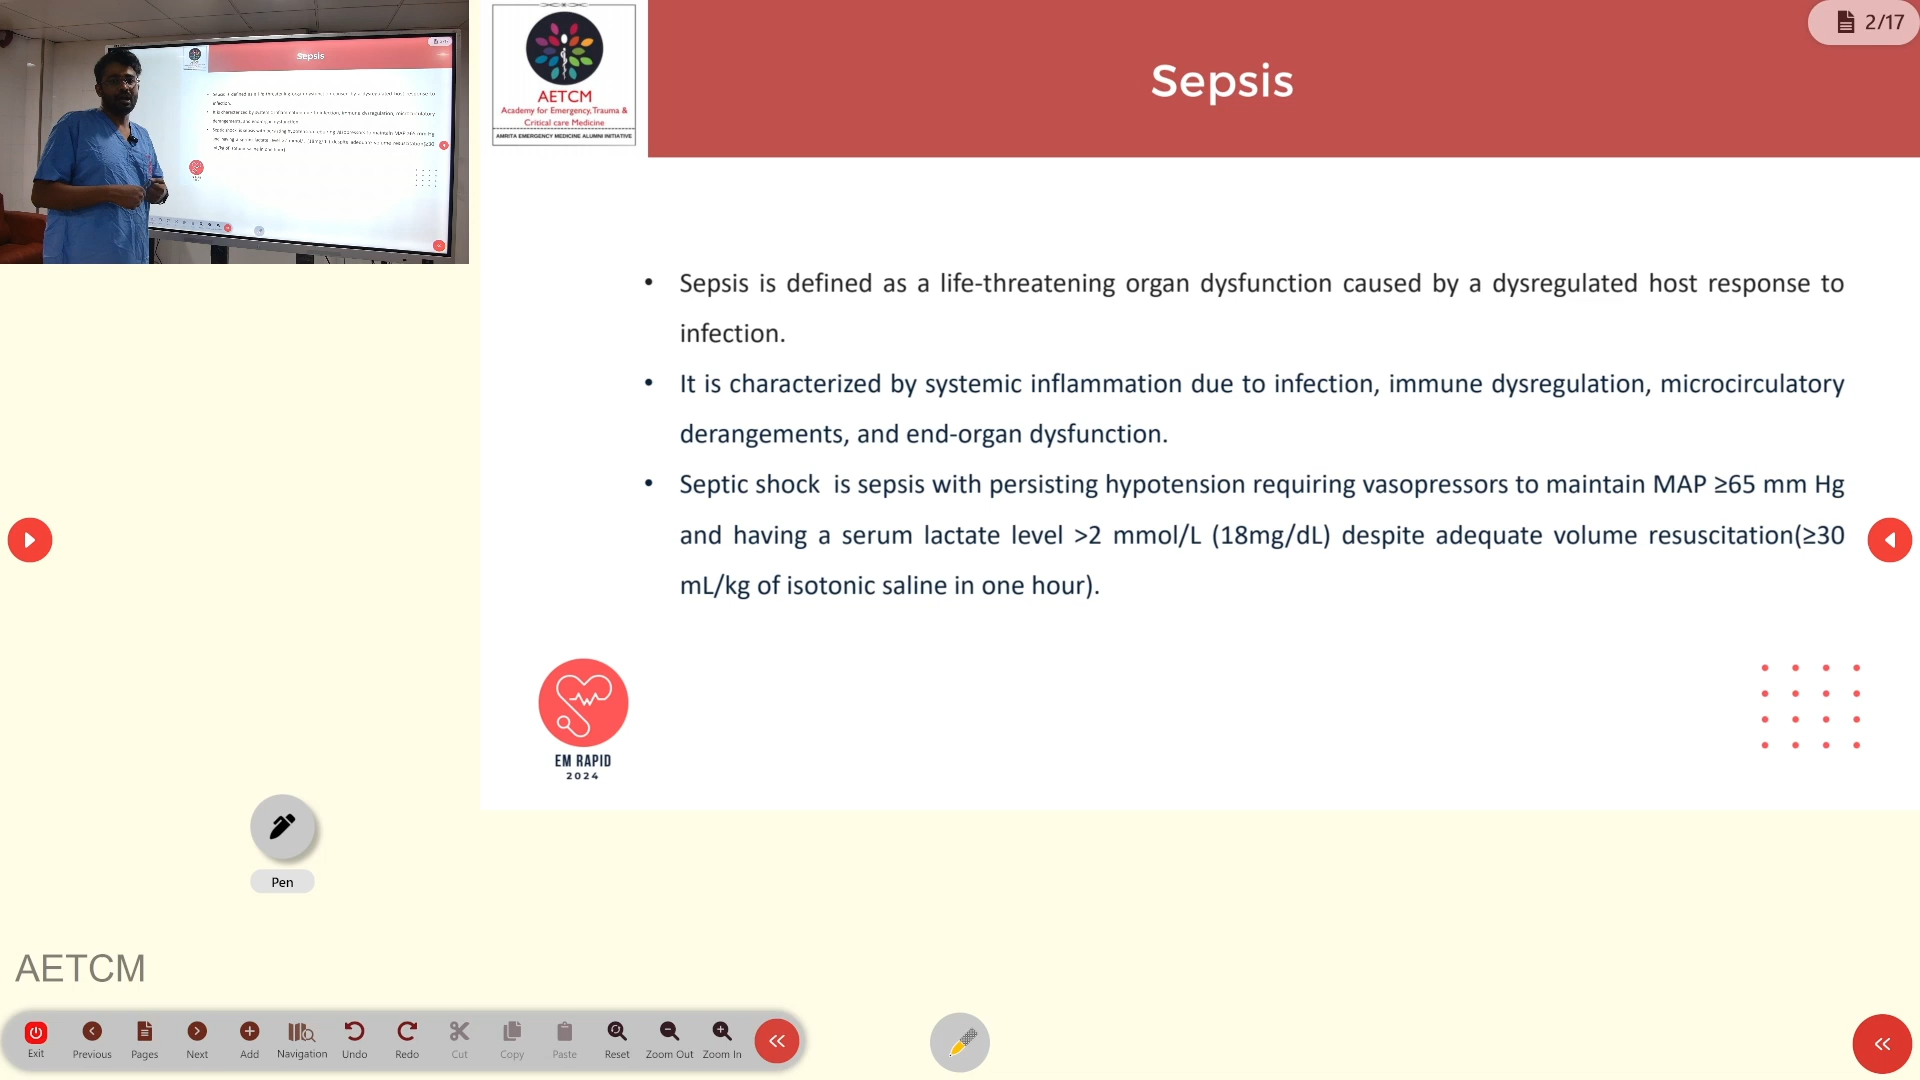 AETCM
Academy for Emergency, Trauma &
Critical care Medicine
AMRITA EMERGENCY MEDICINE ALUMNI INITIATIVE
Sepsis
2/17
Sepsis
• Sepsis is defined as a life-threatening organ dysfunction caused by a dysregulated host response to
infection.
• It is characterized by systemic inflammation due to infection, immune dysregulation, microcirculatory
derangements, and end-organ dysfunction.
• Septic shock is sepsis with persisting hypotension requiring vasopressors to maintain MAP ≥65 mm Hg
and having a serum lactate level >2 mmol/L (18mg/dL) despite adequate volume resuscitation(≥30
mL/kg of isotonic saline in one hour).
EM RAPID
2024
Pen
AETCM
Exit Previous Pages Next Add Navigation Undo Redo Cut Copy Paste Reset Zoom Out Zoom In